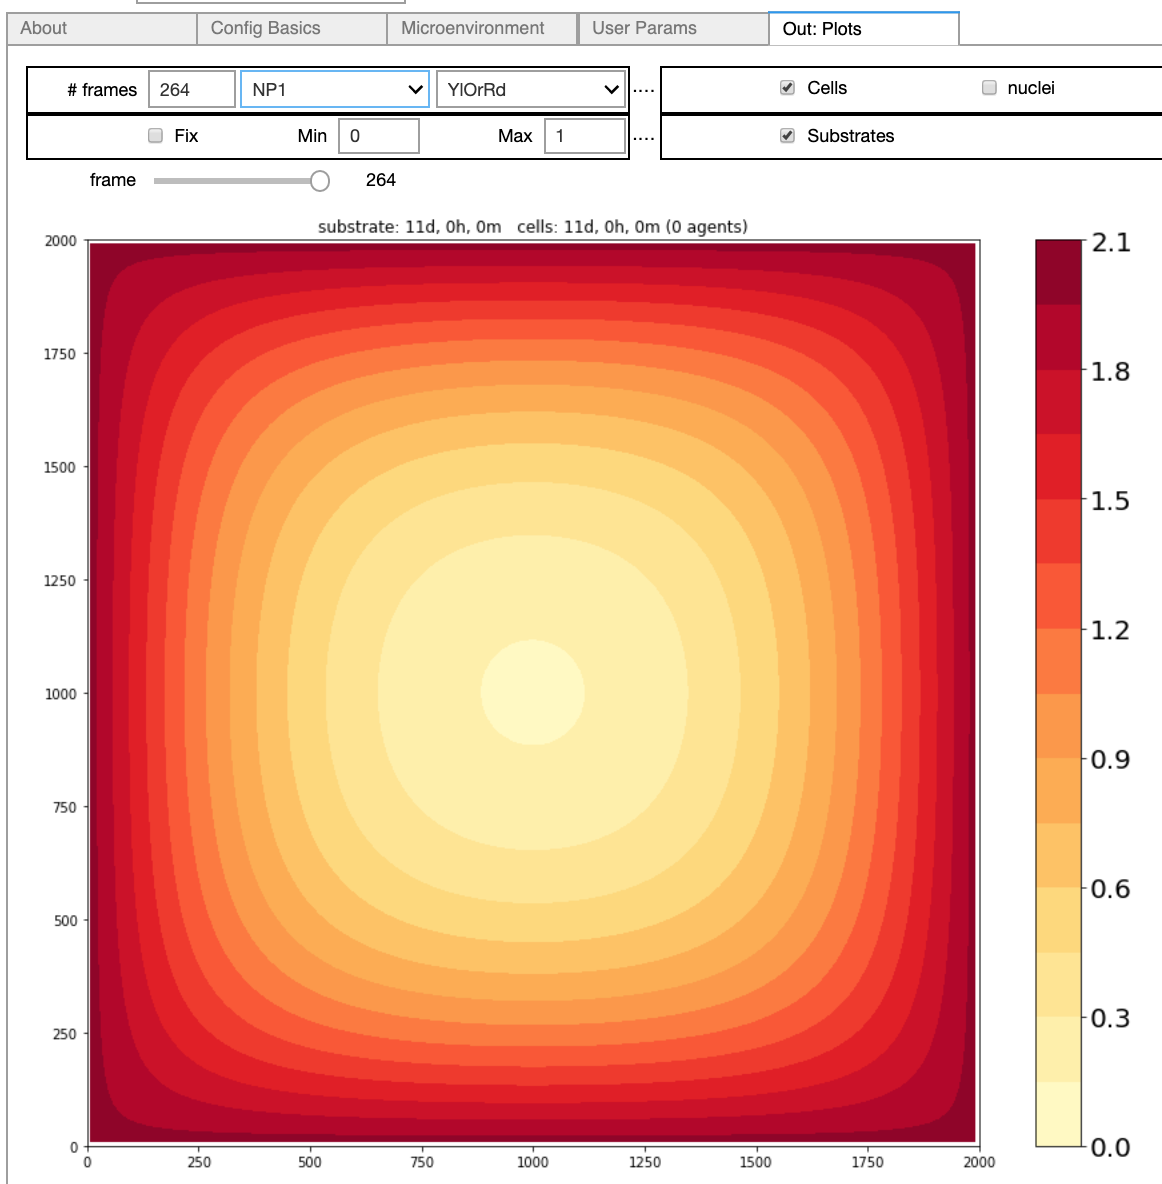 About Config Basics Microenvironment User Params Out: Plots
# frames 264 NP1 YlOrRd .... Cells nuclei
Fix Min 0 Max 1 .... Substrates
frame 264
substrate: 11d, 0h, 0m cells: 11d, 0h, 0m (0 agents)
2000
1750
1500
1250
1000
750
500
250
0
0 250 500 750 1000 1250 1500 1750 2000
2.1
1.8
1.5
1.2
0.9
0.6
0.3
0.0